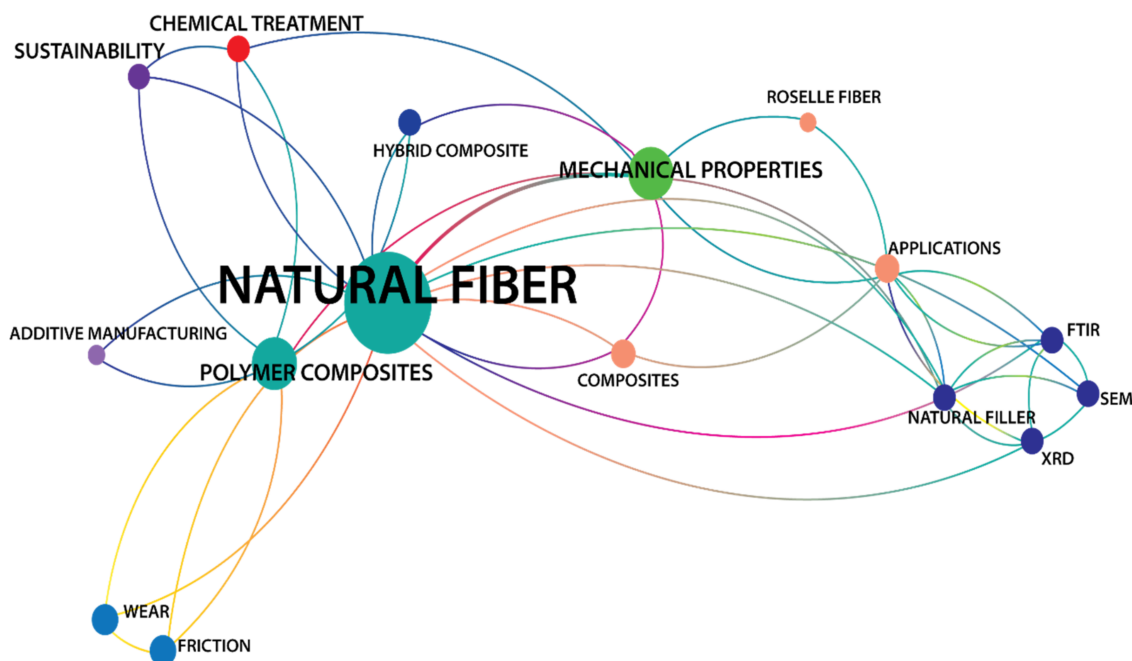 CHEMICAL TREATMENT
SUSTAINABILITY
ROSELLE FIBER
HYBRID COMPOSITE
MECHANICAL PROPERTIES
APPLICATIONS
NATURAL FIBER
ADDITIVE MANUFACTURING
FTIR
POLYMER COMPOSITES
COMPOSITES
SEM
NATURAL FILLER
XRD
WEAR
FRICTION